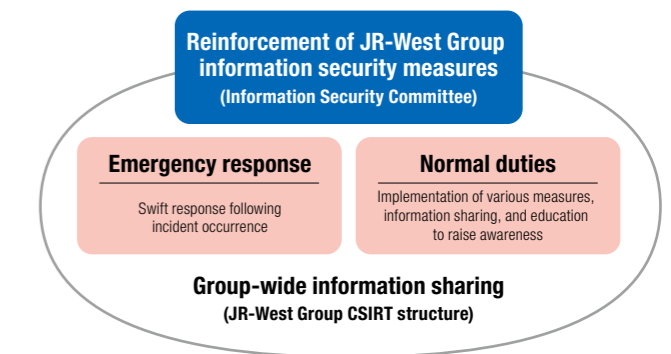 Reinforcement of JR-West Group
information security measures
(Information Security Committee)
Emergency response
Swift response following
incident occurrence
Normal duties
Implementation of various measures,
information sharing, and education
to raise awareness
Group-wide information sharing
(JR-West Group CSIRT structure)